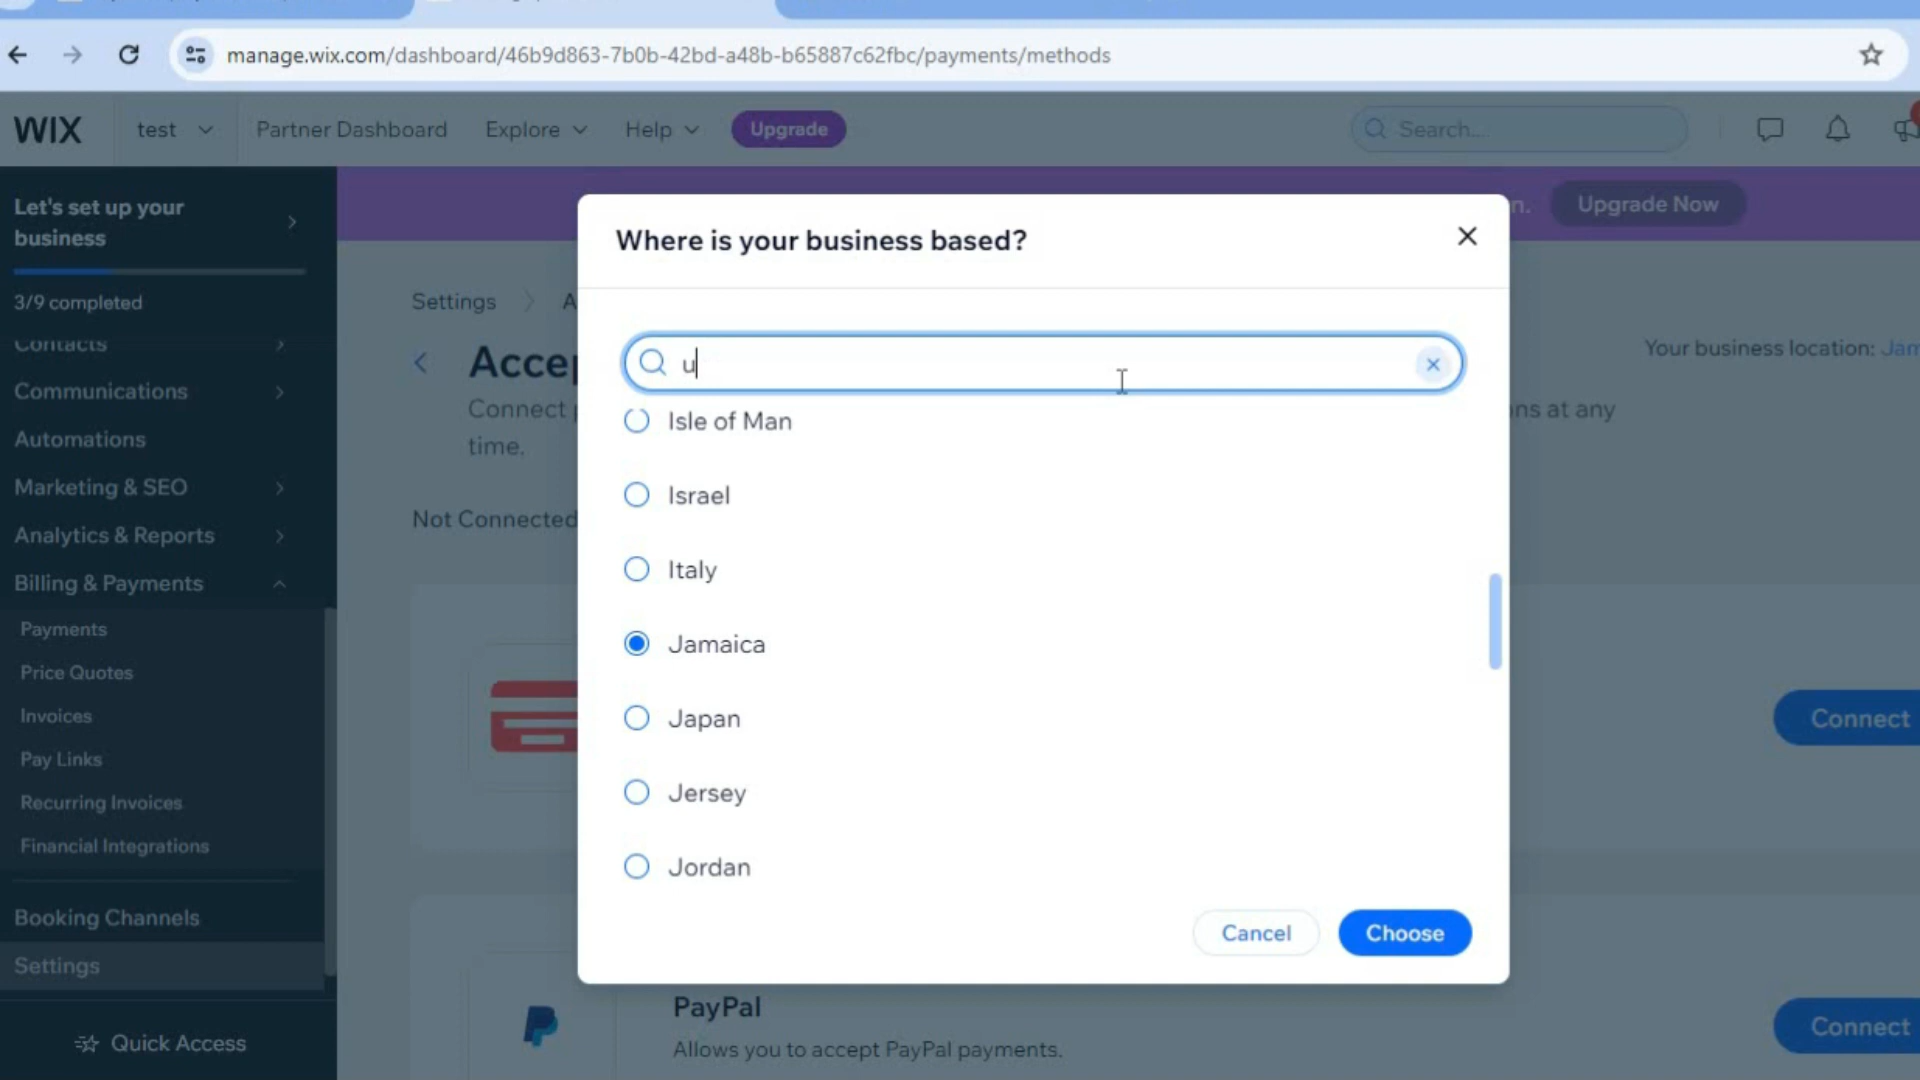 manage.wix.com/dashboard/46b9d863-7b0b-42bd-a48b-b65887c62fbc/payments/methods
WIX
test
Partner Dashboard
Explore
Help
Upgrade
Search...
Let's set up your
business
3/9 completed
Contacts
Communications
Automations
Marketing & SEO
Analytics & Reports
Billing & Payments
Payments
Price Quotes
Invoices
Pay Links
Recurring Invoices
Financial Integrations
Booking Channels
Settings
Quick Access
n.
Upgrade Now
Settings
A
Accep
Your business location: Jam
Connect
ns at any
time.
Not Connected
Where is your business based?
u
Isle of Man
Israel
Italy
Jamaica
Japan
Jersey
Jordan
Cancel
Choose
Connect
PayPal
Allows you to accept PayPal payments.
Connect